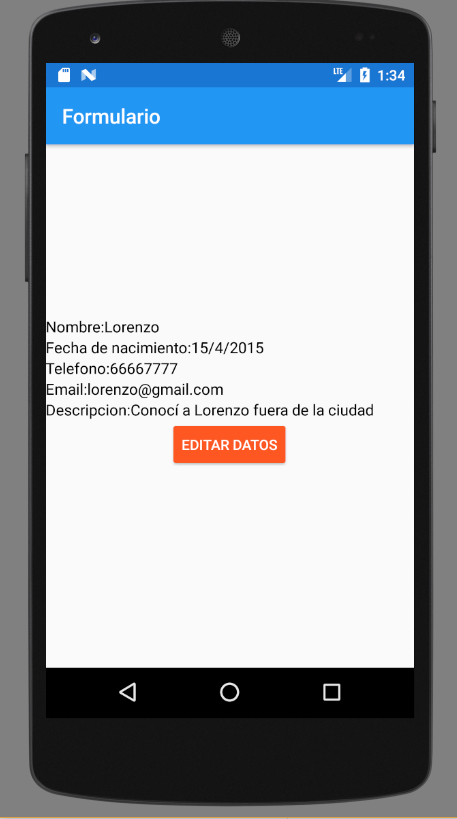 LTE 1:34
Formulario
Nombre:Lorenzo
Fecha de nacimiento:15/4/2015
Telefono:66667777
Email:lorenzo@gmail.com
Descripcion:Conocí a Lorenzo fuera de la ciudad
EDITAR DATOS